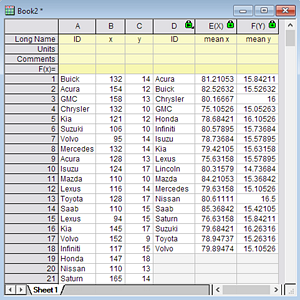 Book2 *
A B C D E(X) F(Y)
Long Name ID x y ID mean x mean y
Units
Comments
F(x)=
1 Buick 132 14 Acura 81.21053 15.84211
2 Acura 154 12 Buick 82.52632 15.52632
3 GMC 158 13 Chrysler 80.16667 16
4 Chrysler 132 10 GMC 75.10526 15.05263
5 Kia 121 12 Honda 78.68421 16.10526
6 Suzuki 106 10 Infiniti 80.57895 15.73684
7 Volvo 95 14 Isuzu 78.73684 15.57895
8 Mercedes 132 14 Kia 79.42105 15.63158
9 Acura 128 13 Lexus 75.63158 15.57895
10 Isuzu 124 17 Lincoln 80.31579 14.73684
11 Mazda 110 10 Mazda 84.21053 15.36842
12 Lexus 116 14 Mercedes 79.63158 15.10526
13 Toyota 128 17 Nissan 80.61111 16.5
14 Saab 110 15 Saab 85.36842 15.42105
15 Lexus 94 15 Saturn 76.63158 15.84211
16 Kia 145 17 Suzuki 79.68421 16.26316
17 Volvo 152 9 Toyota 78.94737 15.26316
18 Infiniti 117 15 Volvo 79.89474 15.10526
19 Honda 147 18
20 Nissan 110 13
21 Saturn 165 14
Sheet1